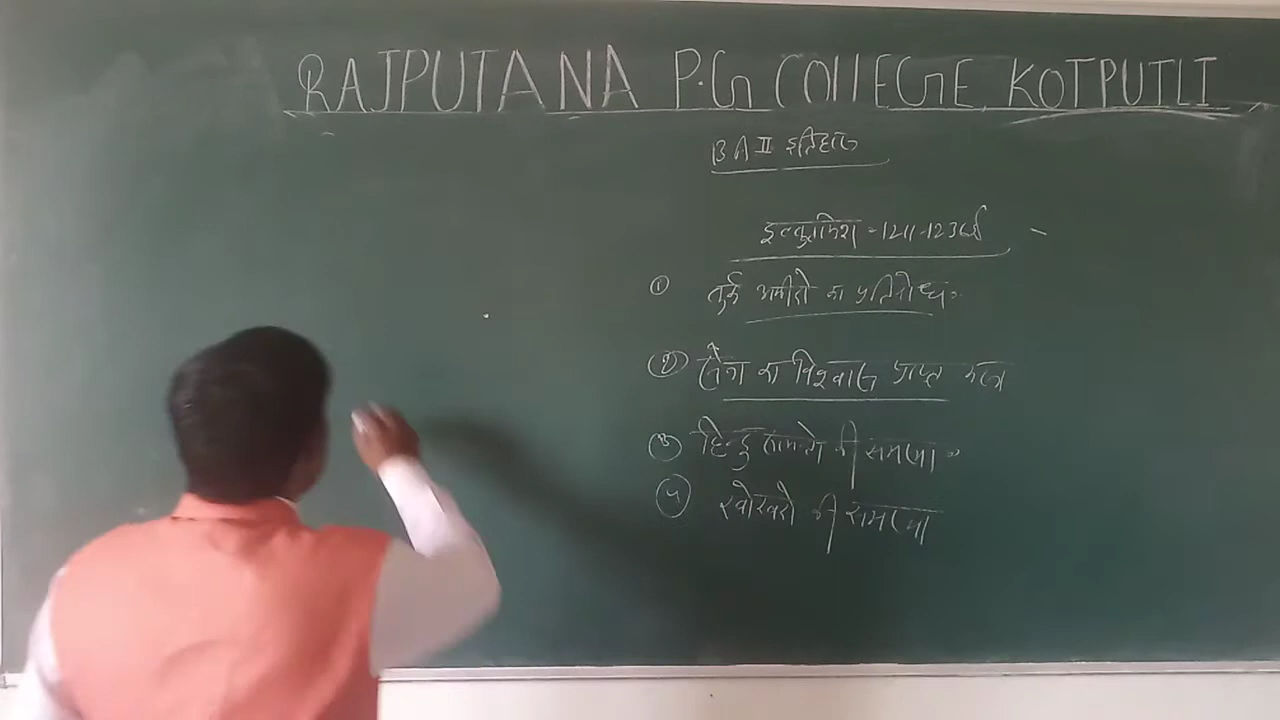 RAJPUTANA P.G COLLEGE, KOTPUTLI
BA II इतिहास
इल्तुतमिश = 1211-1236ई
① तुर्क अमीरो का प्रतिरोध :-
② सेना का विश्वास प्राप्त करना
③ हिन्दु सामन्तो की समस्या :-
④ खोखरो की समस्या